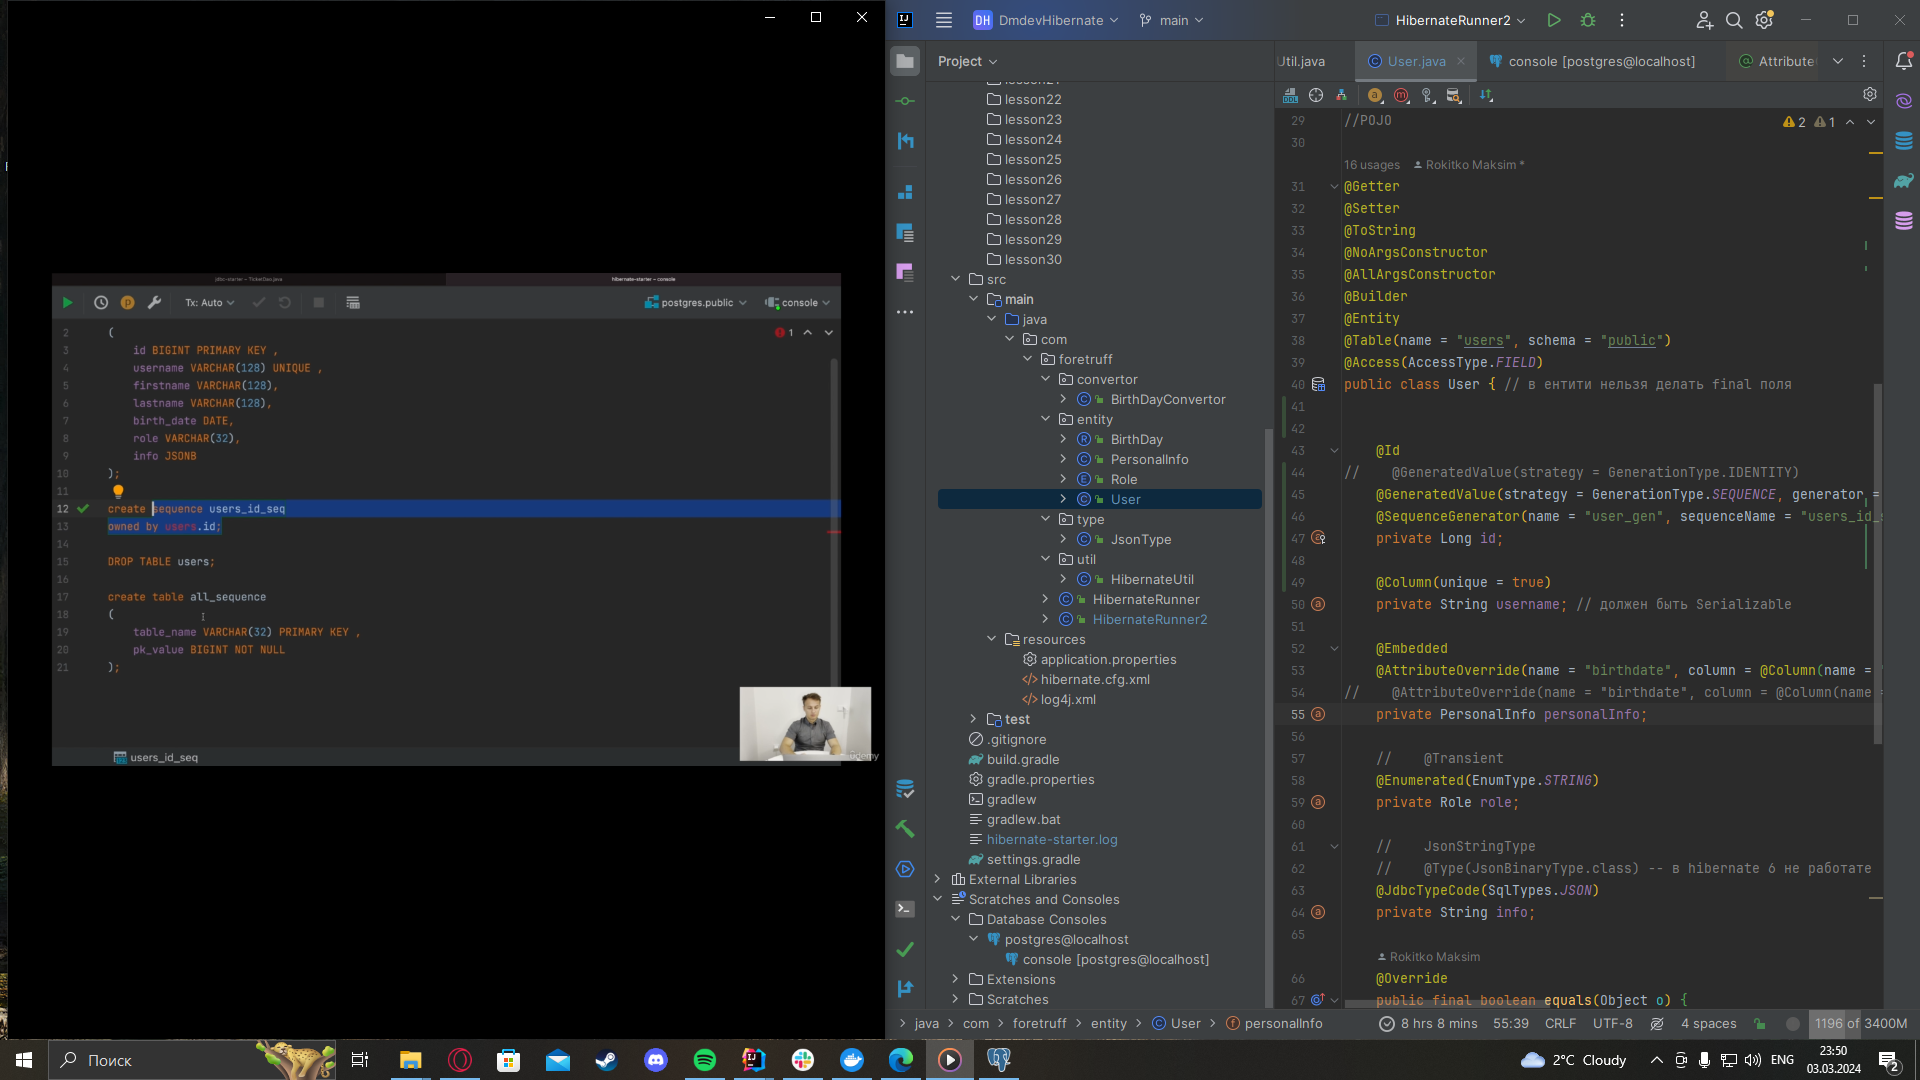 jdbc-starter – TicketDao.java
hibernate-starter – console
Tx: Auto
postgres.public
console
2 (
1
3 id BIGINT PRIMARY KEY ,
4 username VARCHAR(128) UNIQUE ,
5 firstname VARCHAR(128),
6 lastname VARCHAR(128),
7 birth_date DATE,
8 role VARCHAR(32),
9 info JSONB
10 );
11
12 create sequence users_id_seq
13 owned by users.id;
14
15 DROP TABLE users;
16
17 create table all_sequence
18 (
19 table_name VARCHAR(32) PRIMARY KEY ,
20 pk_value BIGINT NOT NULL
21 );
users_id_seq
udemy
DH DmdevHibernate
main
HibernateRunner2
Project
lesson22
lesson23
lesson24
lesson25
lesson26
lesson27
lesson28
lesson29
lesson30
src
main
java
com
foretruff
convertor
BirthDayConvertor
entity
BirthDay
PersonalInfo
Role
User
type
JsonType
util
HibernateUtil
HibernateRunner
HibernateRunner2
resources
application.properties
hibernate.cfg.xml
log4j.xml
test
.gitignore
build.gradle
gradle.properties
gradlew
gradlew.bat
hibernate-starter.log
settings.gradle
External Libraries
Scratches and Consoles
Database Consoles
postgres@localhost
console [postgres@localhost]
Extensions
Scratches
Util.java
User.java
console [postgres@localhost]
Attribute
29 //POJO
2 1
30
16 usages Rokitko Maksim *
31 @Getter
32 @Setter
33 @ToString
34 @NoArgsConstructor
35 @AllArgsConstructor
36 @Builder
37 @Entity
38 @Table(name = "users", schema = "public")
39 @Access(AccessType.FIELD)
40 public class User { // в ентити нельзя делать final поля
41
42
43 @Id
44 // @GeneratedValue(strategy = GenerationType.IDENTITY)
45 @GeneratedValue(strategy = GenerationType.SEQUENCE, generator =
46 @SequenceGenerator(name = "user_gen", sequenceName = "users_id_s
47 private Long id;
48
49 @Column(unique = true)
50 private String username; // должен быть Serializable
51
52 @Embedded
53 @AttributeOverride(name = "birthdate", column = @Column(name =
54 // @AttributeOverride(name = "birthdate", column = @Column(name
55 private PersonalInfo personalInfo;
56
57 // @Transient
58 @Enumerated(EnumType.STRING)
59 private Role role;
60
61 // JsonStringType
62 // @Type(JsonBinaryType.class) -- в hibernate 6 не работате
63 @JdbcTypeCode(SqlTypes.JSON)
64 private String info;
65
Rokitko Maksim
66 @Override
67 public final boolean equals(Object o) {
java > com > foretruff > entity > User > personalInfo
8 hrs 8 mins 55:39 CRLF UTF-8 4 spaces 1196 of 3400M
Поиск
2°C Cloudy
ENG
23:50
03.03.2024
2